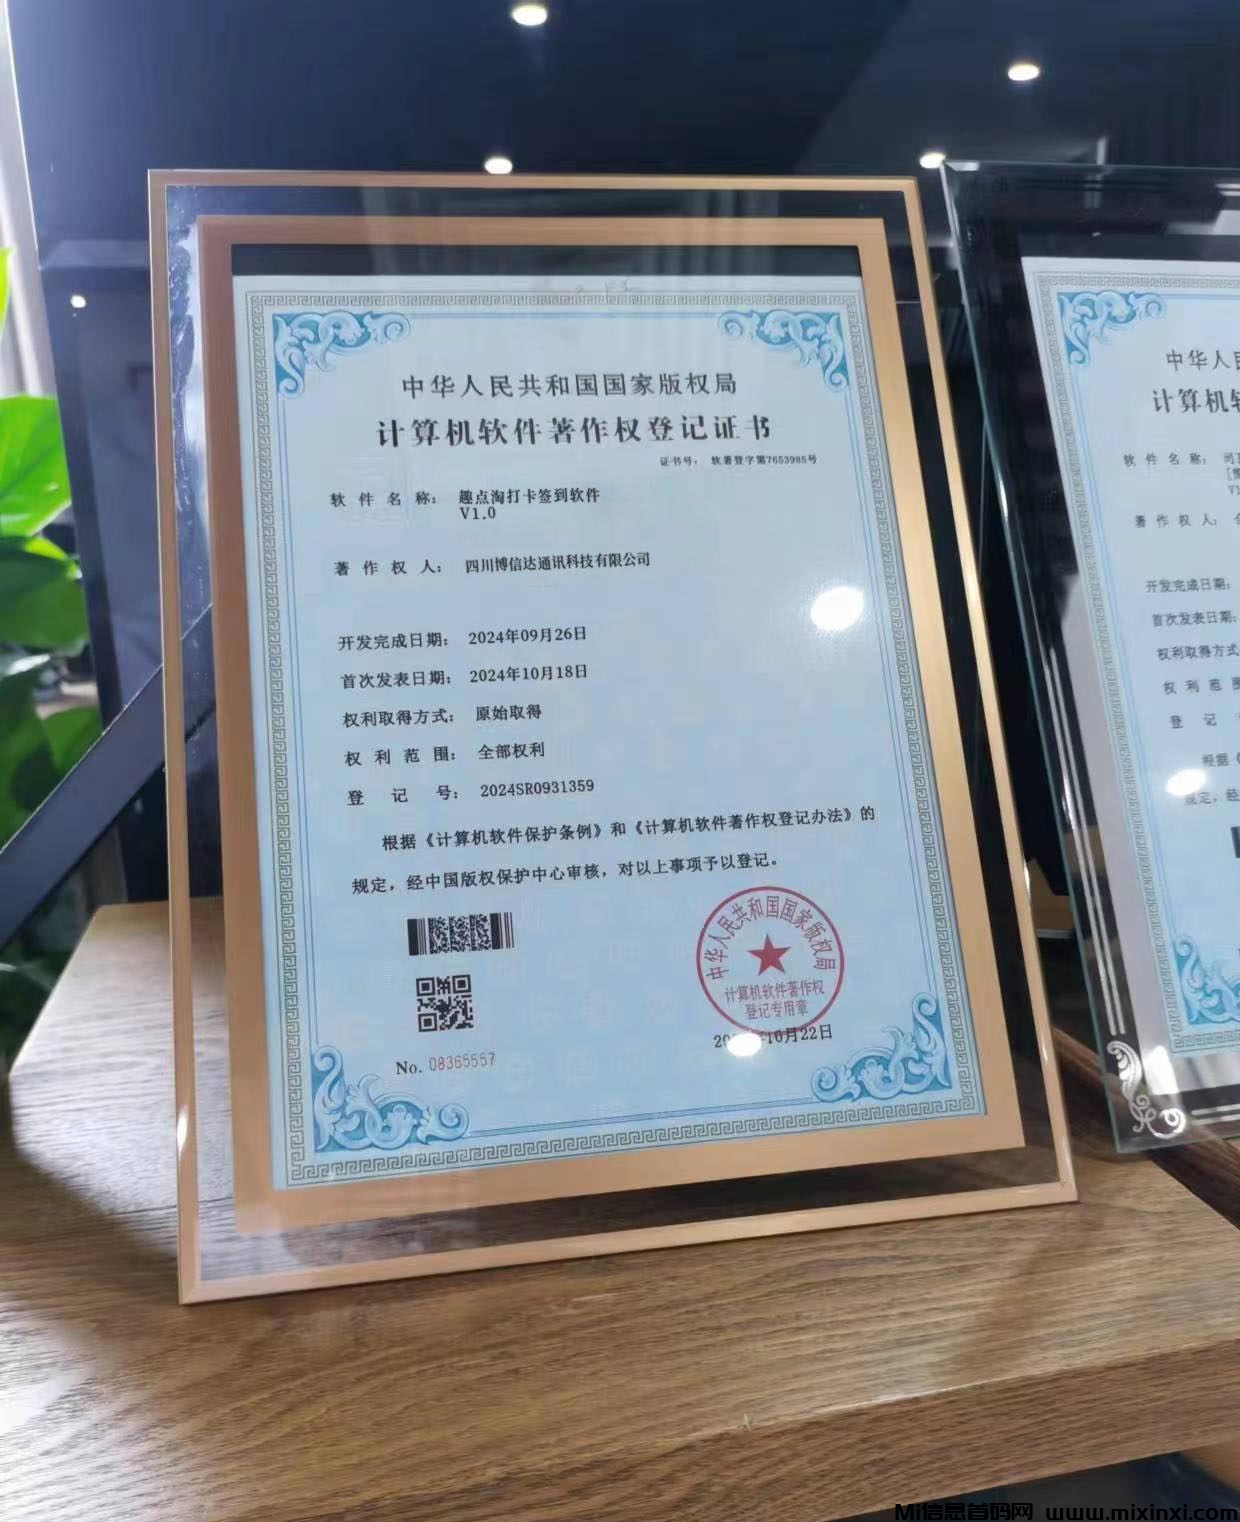 中华人民共和国国家版权局
计算机软件著作权登记证书
证书号： 软著登字第7653985号
软件名称： 趣点淘打卡签到软件
V1.0
著作权人： 四川博信达通讯科技有限公司
开发完成日期： 2024年09月26日
首次发表日期： 2024年10月18日
权利取得方式： 原始取得
权利范围： 全部权利
登记号： 2024SR0931359
根据《计算机软件保护条例》和《计算机软件著作权登记办法》的
规定，经中国版权保护中心审核，对以上事项予以登记。
中华人民共和国国家版权局
计算机软件著作权
登记专用章
10月22日
No. 08365557
中华人民
计算机软
软件名称：
著作权人：
开发完成日期：
首次发表日期：
权利取得方式
权利范围
登记
根据
规定，经
Mi信息首码网 www.mixinxi.com